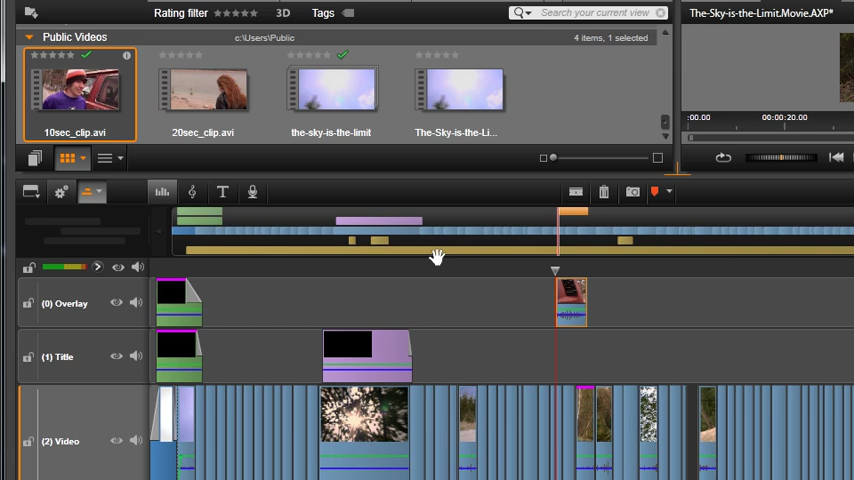 Rating filter
3D
Tags
Search your current view
The-Sky-is-the-Limit.Movie.AXP*
Public Videos
c:\Users\Public
4 items, 1 selected
10sec_clip.avi
20sec_clip.avi
the-sky-is-the-limit
The-Sky-is-the-Li...
:00.00
00:00:20.00
T
(0) Overlay
(1) Title
(2) Video